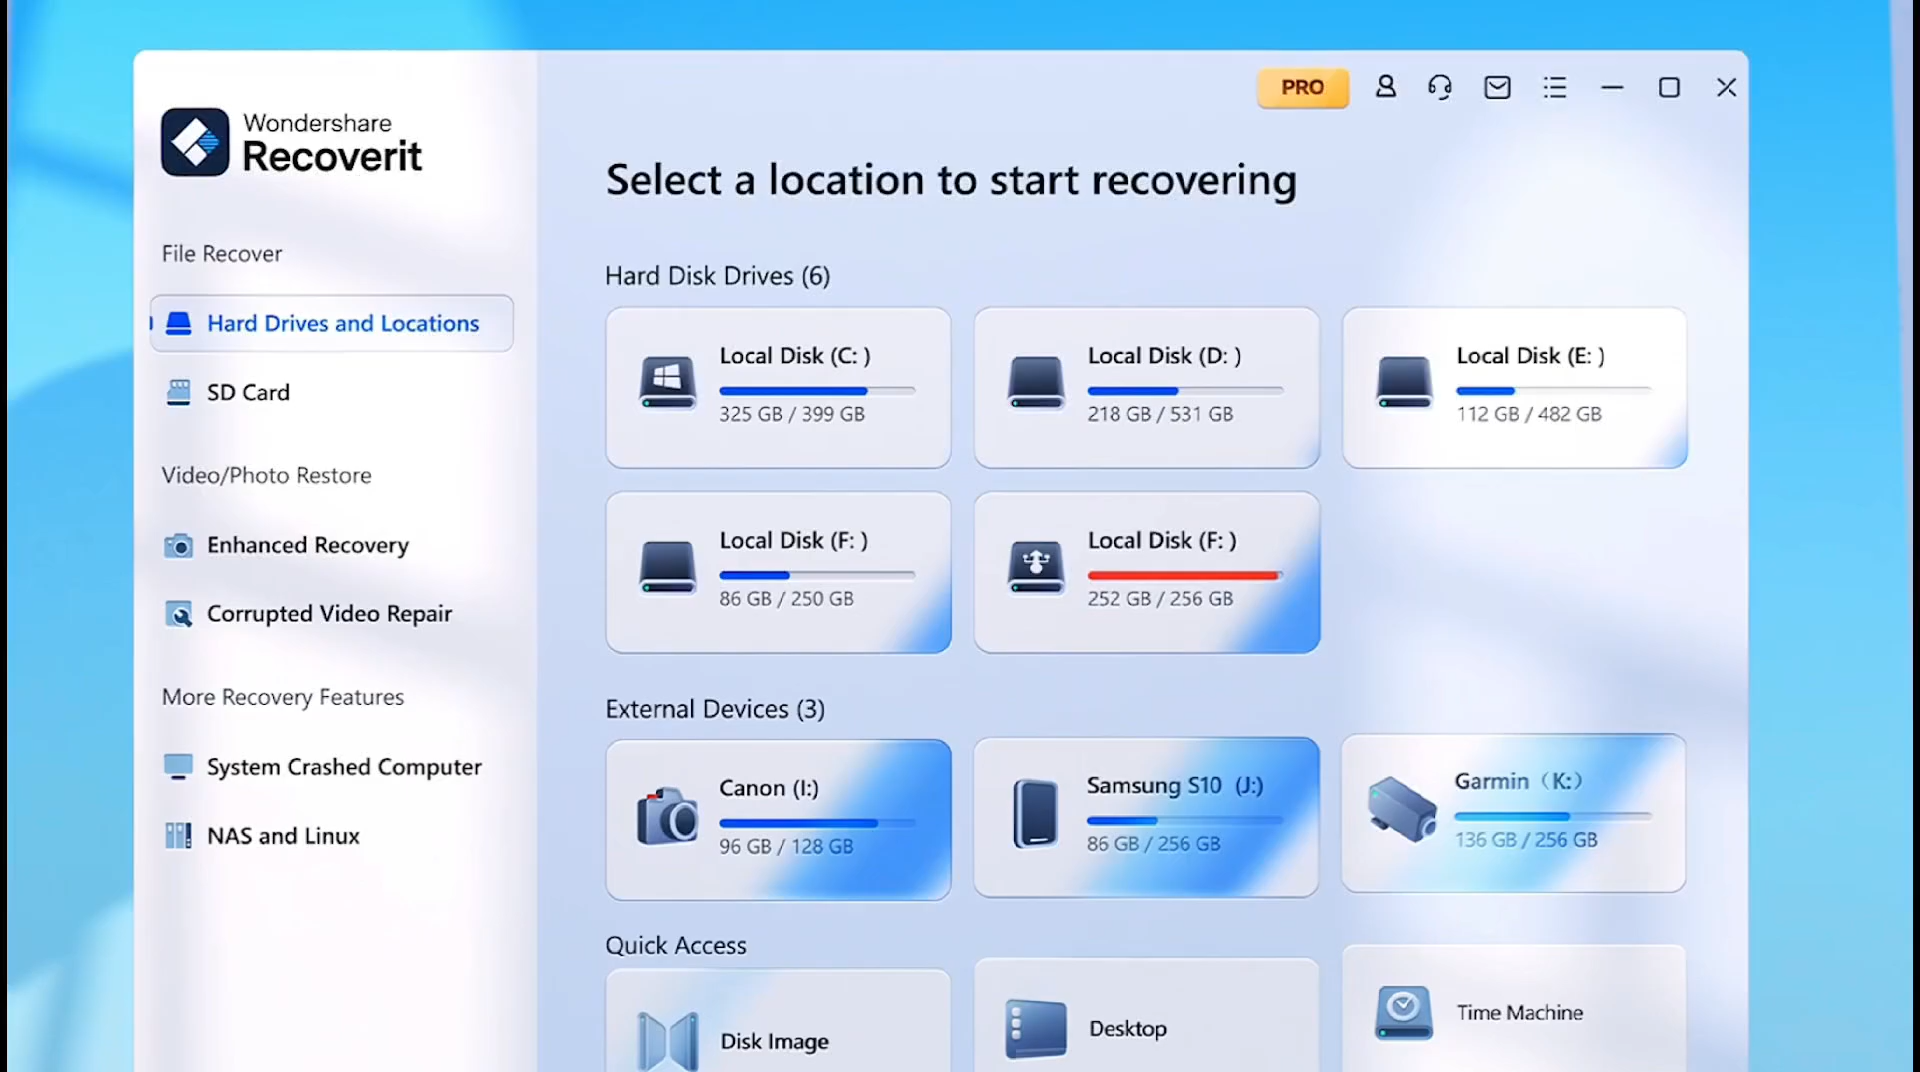 PRO
Wondershare
Recoverit
File Recover
Hard Drives and Locations
SD Card
Video/Photo Restore
Enhanced Recovery
Corrupted Video Repair
More Recovery Features
System Crashed Computer
NAS and Linux
Select a location to start recovering
Hard Disk Drives (6)
Local Disk (C: )
325 GB / 399 GB
Local Disk (D: )
218 GB / 531 GB
Local Disk (E: )
112 GB / 482 GB
Local Disk (F: )
86 GB / 250 GB
Local Disk (F: )
252 GB / 256 GB
External Devices (3)
Canon (I:)
96 GB / 128 GB
Samsung S10 (J:)
86 GB / 256 GB
Garmin（K:）
136 GB / 256 GB
Quick Access
Disk Image
Desktop
Time Machine